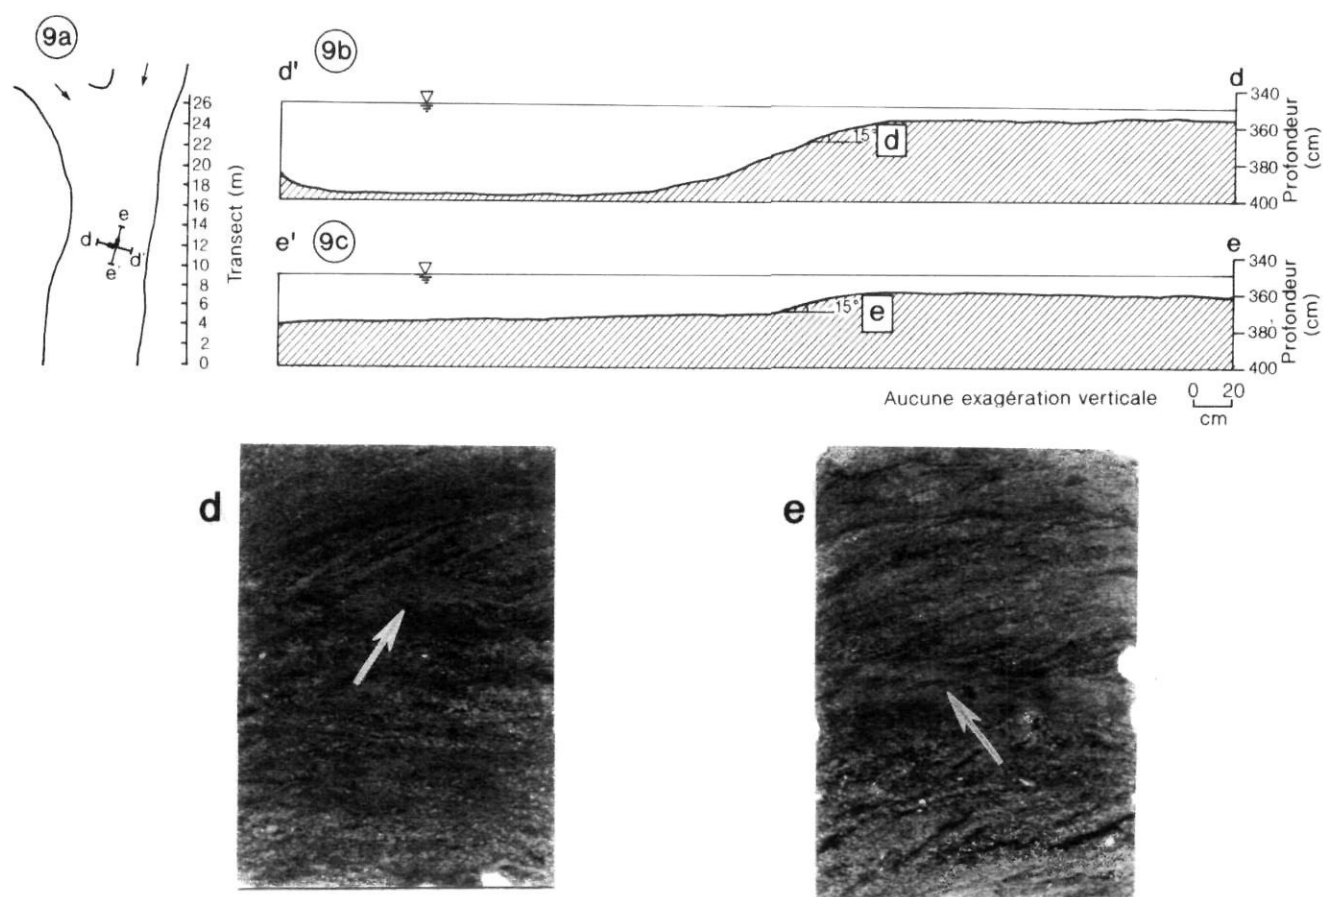 9a
9b
9c
d'
d
e'
e
26
24
22
20
18
16
14
12
10
8
6
4
2
0
Transect (m)
d
e
d'
e'
15°
d
340
360
380
400
Profondeur
(cm)
15°
e
340
360
380
400
Profondeur
(cm)
Aucune exagération verticale
0 20
cm
d
e